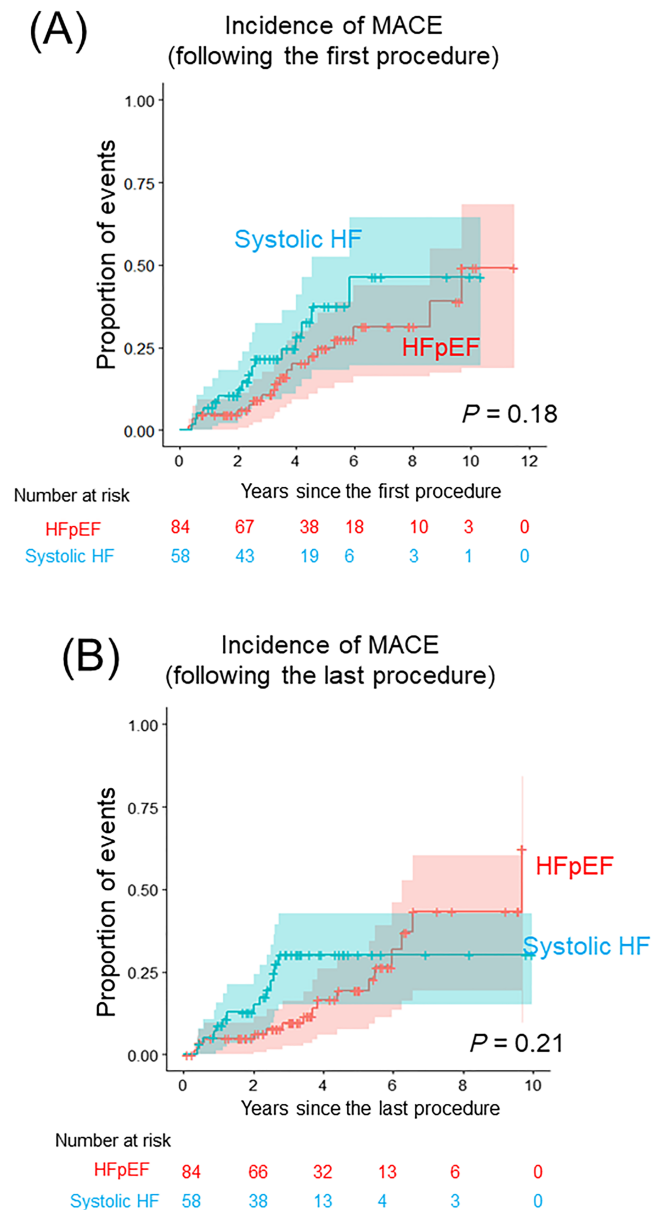 (A)
Incidence of MACE
(following the first procedure)
Proportion of events
1.00
0.75
0.50
0.25
0.00
Systolic HF
HFpEF
P = 0.18
0 2 4 6 8 10 12
Years since the first procedure
Number at risk
HFpEF 84 67 38 18 10 3 0
Systolic HF 58 43 19 6 3 1 0
(B)
Incidence of MACE
(following the last procedure)
Proportion of events
1.00
0.75
0.50
0.25
0.00
HFpEF
Systolic HF
P = 0.21
0 2 4 6 8 10
Years since the last procedure
Number at risk
HFpEF 84 66 32 13 6 0
Systolic HF 58 38 13 4 3 0